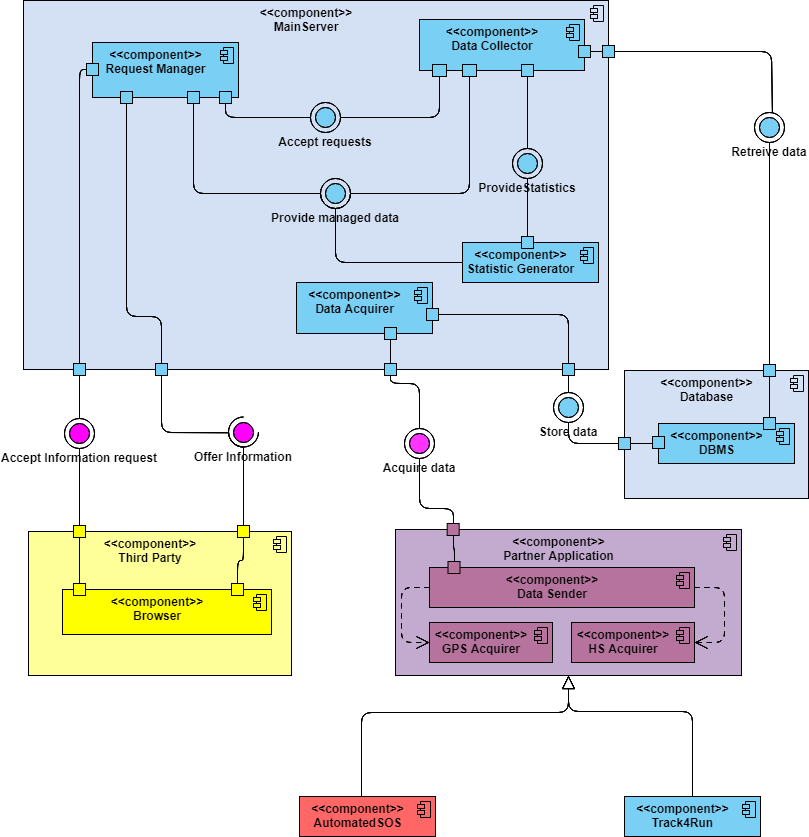 <<component>>
MainServer
<<component>>
Request Manager
<<component>>
Data Collector
Accept requests
Retreive data
ProvideStatistics
Provide managed data
<<component>>
Statistic Generator
<<component>>
Data Acquirer
<<component>>
Database
Store data
<<component>>
DBMS
Accept Information request
Offer Information
Acquire data
<<component>>
Third Party
<<component>>
Browser
<<component>>
Partner Application
<<component>>
Data Sender
<<component>>
GPS Acquirer
<<component>>
HS Acquirer
<<component>>
AutomatedSOS
<<component>>
Track4Run